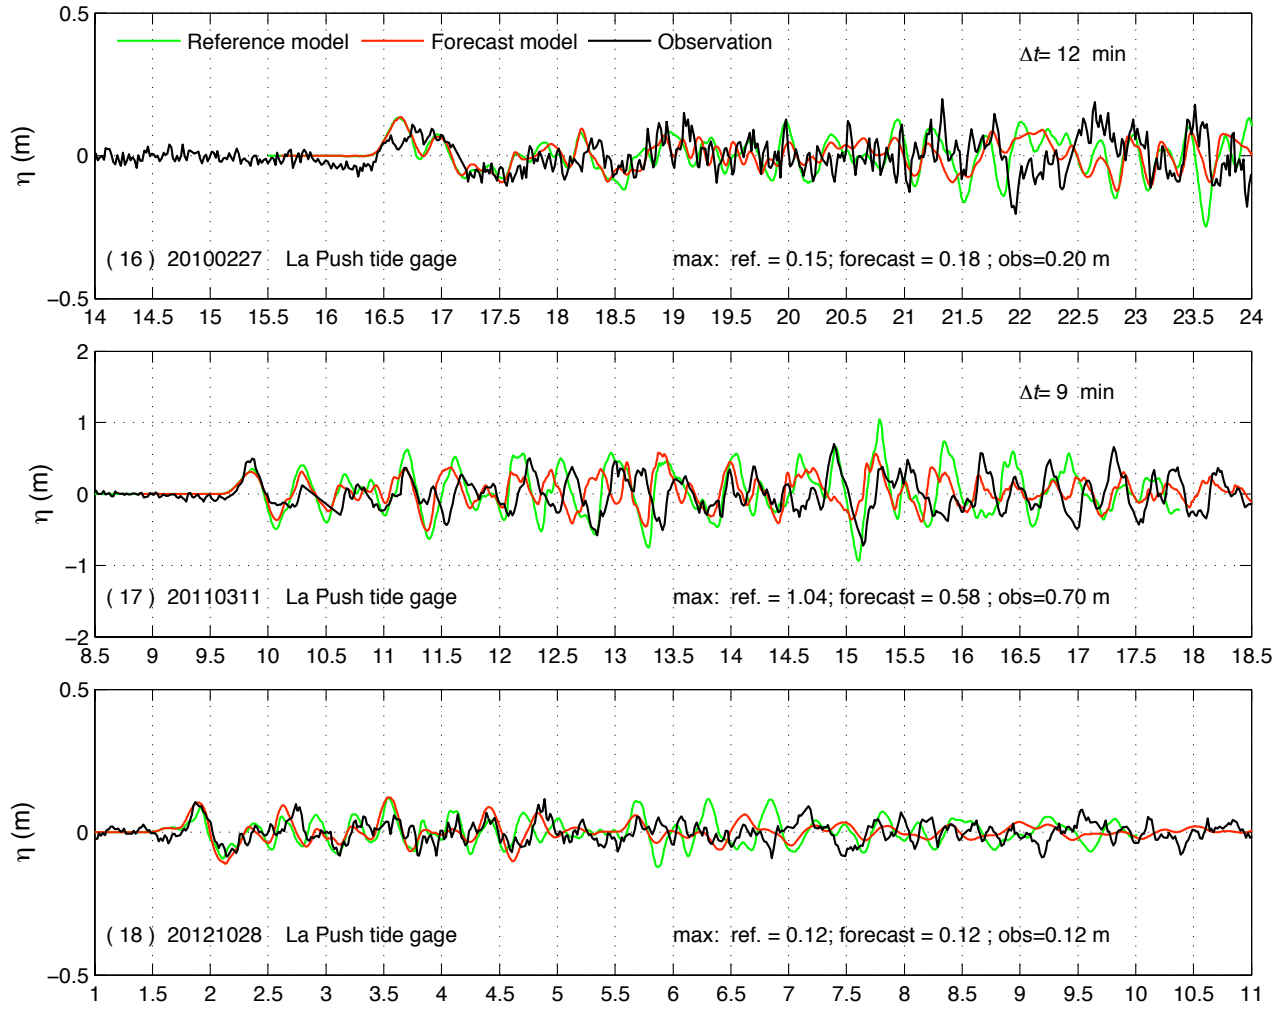 0.5
Reference model Forecast model Observation
Δt= 12 min
η (m)
0
( 16 ) 20100227 La Push tide gage max: ref. = 0.15; forecast = 0.18 ; obs=0.20 m
−0.5
14 14.5 15 15.5 16 16.5 17 17.5 18 18.5 19 19.5 20 20.5 21 21.5 22 22.5 23 23.5 24
2
Δt= 9 min
1
η (m)
0
−1
( 17 ) 20110311 La Push tide gage max: ref. = 1.04; forecast = 0.58 ; obs=0.70 m
−2
8.5 9 9.5 10 10.5 11 11.5 12 12.5 13 13.5 14 14.5 15 15.5 16 16.5 17 17.5 18 18.5
0.5
η (m)
0
( 18 ) 20121028 La Push tide gage max: ref. = 0.12; forecast = 0.12 ; obs=0.12 m
−0.5
1 1.5 2 2.5 3 3.5 4 4.5 5 5.5 6 6.5 7 7.5 8 8.5 9 9.5 10 10.5 11